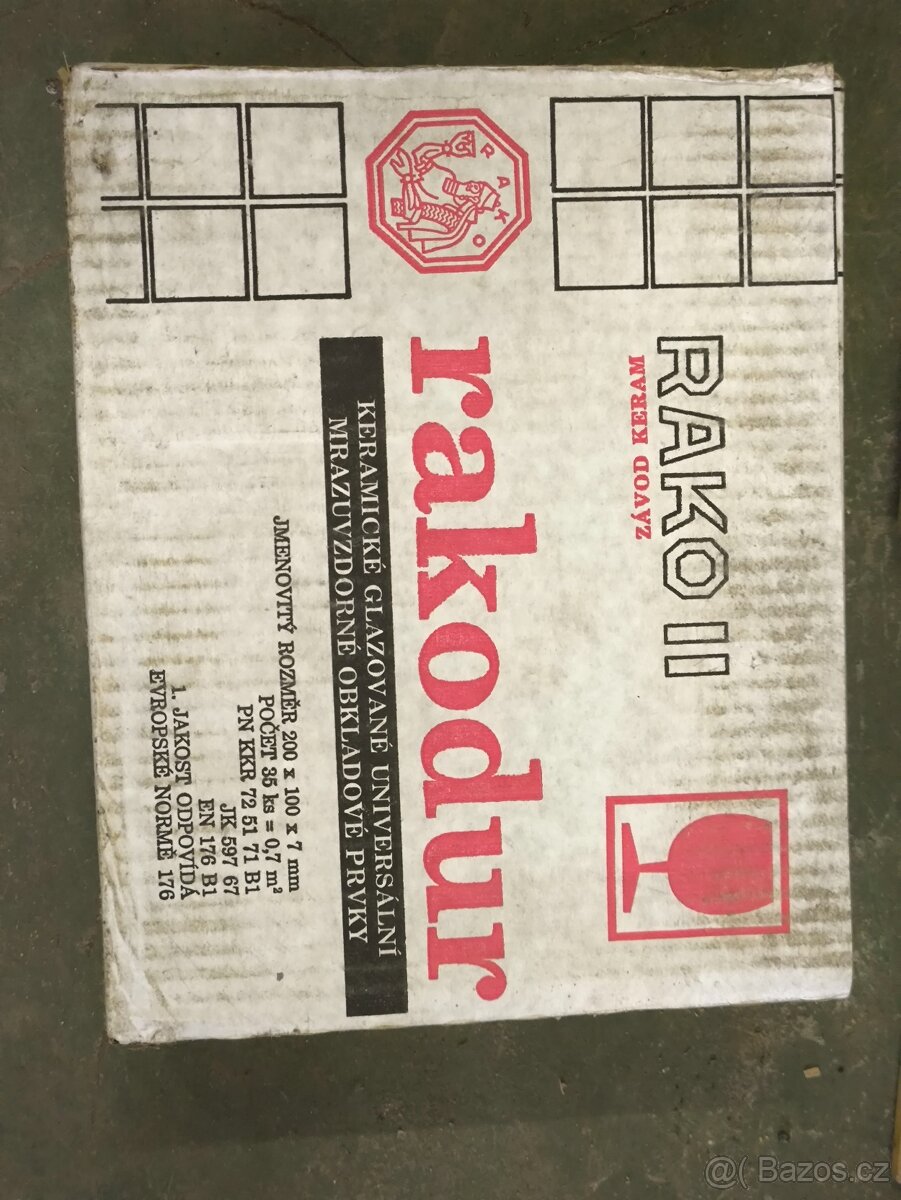 RAKO
RAKO II
ZÁVOD KERAM
rakodur
KERAMICKÉ GLAZOVANÉ UNIVERSÁLNÍ
MRAZUVZDORNÉ OBKLADOVÉ PRVKY
JMENOVITÝ ROZMĚR 200 x 100 x 7 mm
POČET 35 ks = 0,7 m²
PN KKR 72 51 71 B1
JK 597 67
EN 176 B1
1. JAKOST ODPOVÍDÁ
EVROPSKÉ NORMĚ 176
@( Bazos.cz